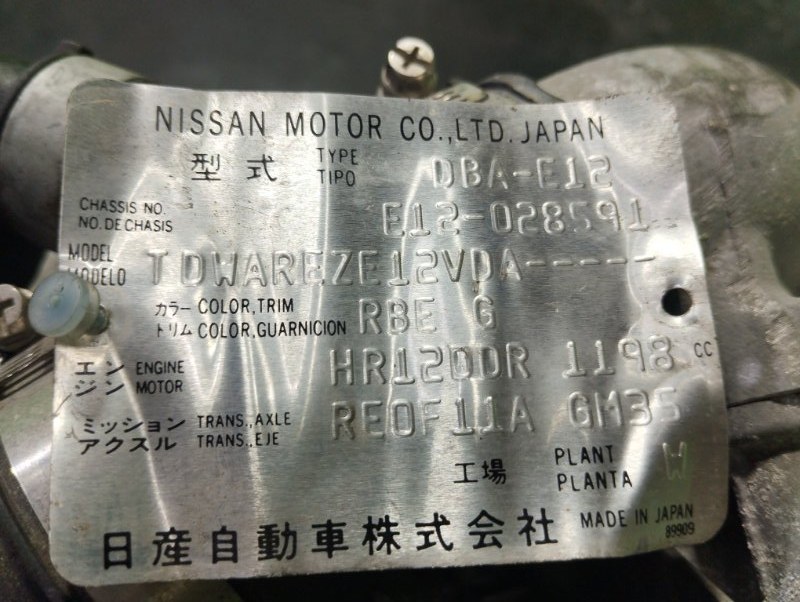 NISSAN MOTOR CO.,LTD. JAPAN
型式 TYPE TIPO DBA-E12
CHASSIS NO. NO. DE CHASIS E12-028591
MODEL MODELO TDWAREZE12VDA-----
カラー COLOR,TRIM
トリム COLOR,GUARNICION RBE G
エンジン ENGINE MOTOR HR12DDR 1198 CC
ミッション TRANS.,AXLE
アクスル TRANS.,EJE RE0F11A GM35
工場 PLANT PLANTA W
日産自動車株式会社 MADE IN JAPAN
89909